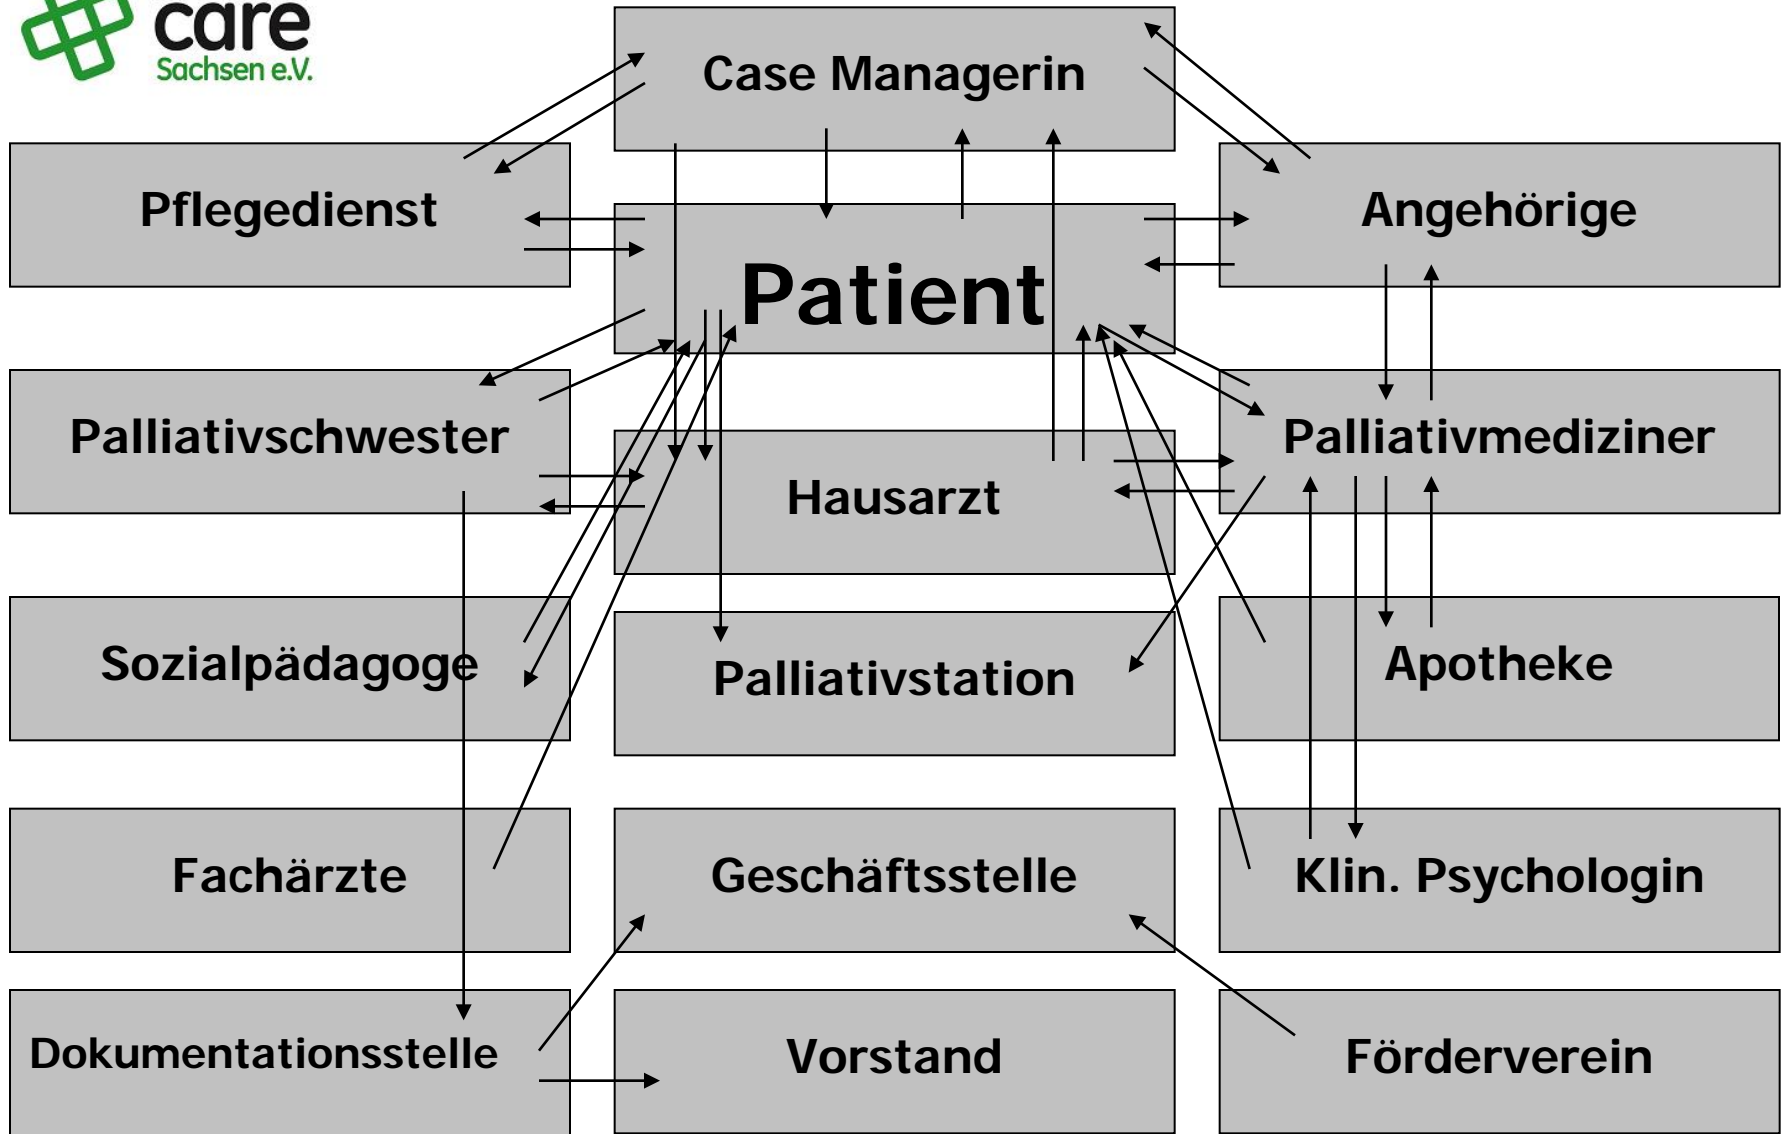 care
Sachsen e.V.
Case Managerin
Pflegedienst
Angehörige
Patient
Palliativschwester
Palliativmediziner
Hausarzt
Sozialpädagoge
Palliativstation
Apotheke
Fachärzte
Geschäftsstelle
Klin. Psychologin
Dokumentationsstelle
Vorstand
Förderverein